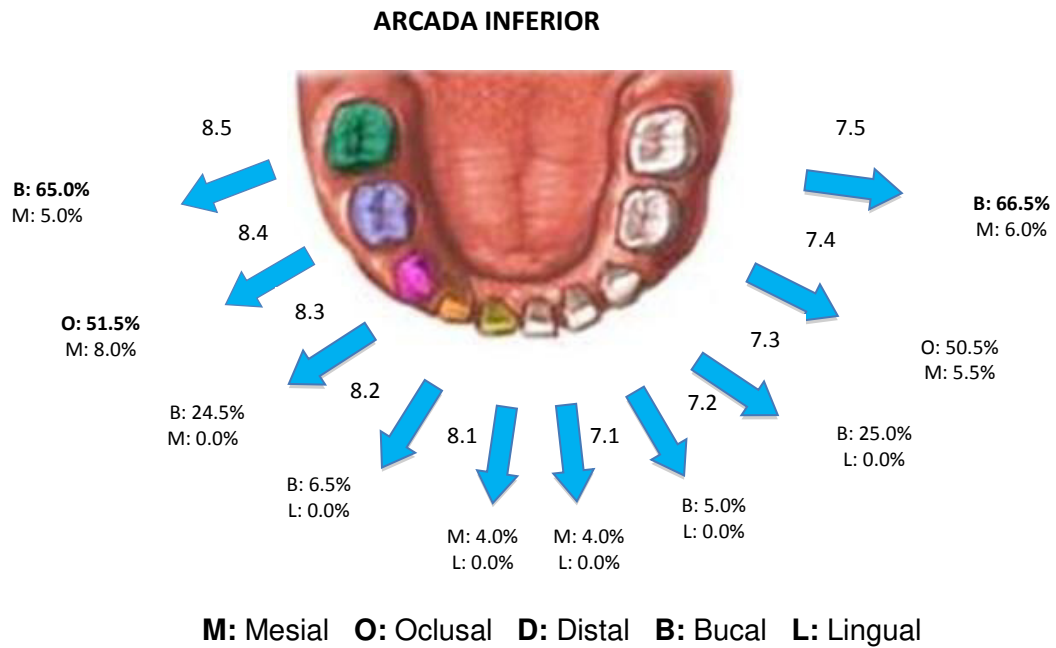 ARCADA INFERIOR
8.5
7.5
B: 65.0%
M: 5.0%
B: 66.5%
M: 6.0%
8.4
7.4
O: 51.5%
M: 8.0%
O: 50.5%
M: 5.5%
8.3
7.3
B: 24.5%
M: 0.0%
B: 25.0%
L: 0.0%
8.2
7.2
B: 6.5%
L: 0.0%
B: 5.0%
L: 0.0%
8.1
7.1
M: 4.0%
L: 0.0%
M: 4.0%
L: 0.0%
M: Mesial O: Oclusal D: Distal B: Bucal L: Lingual